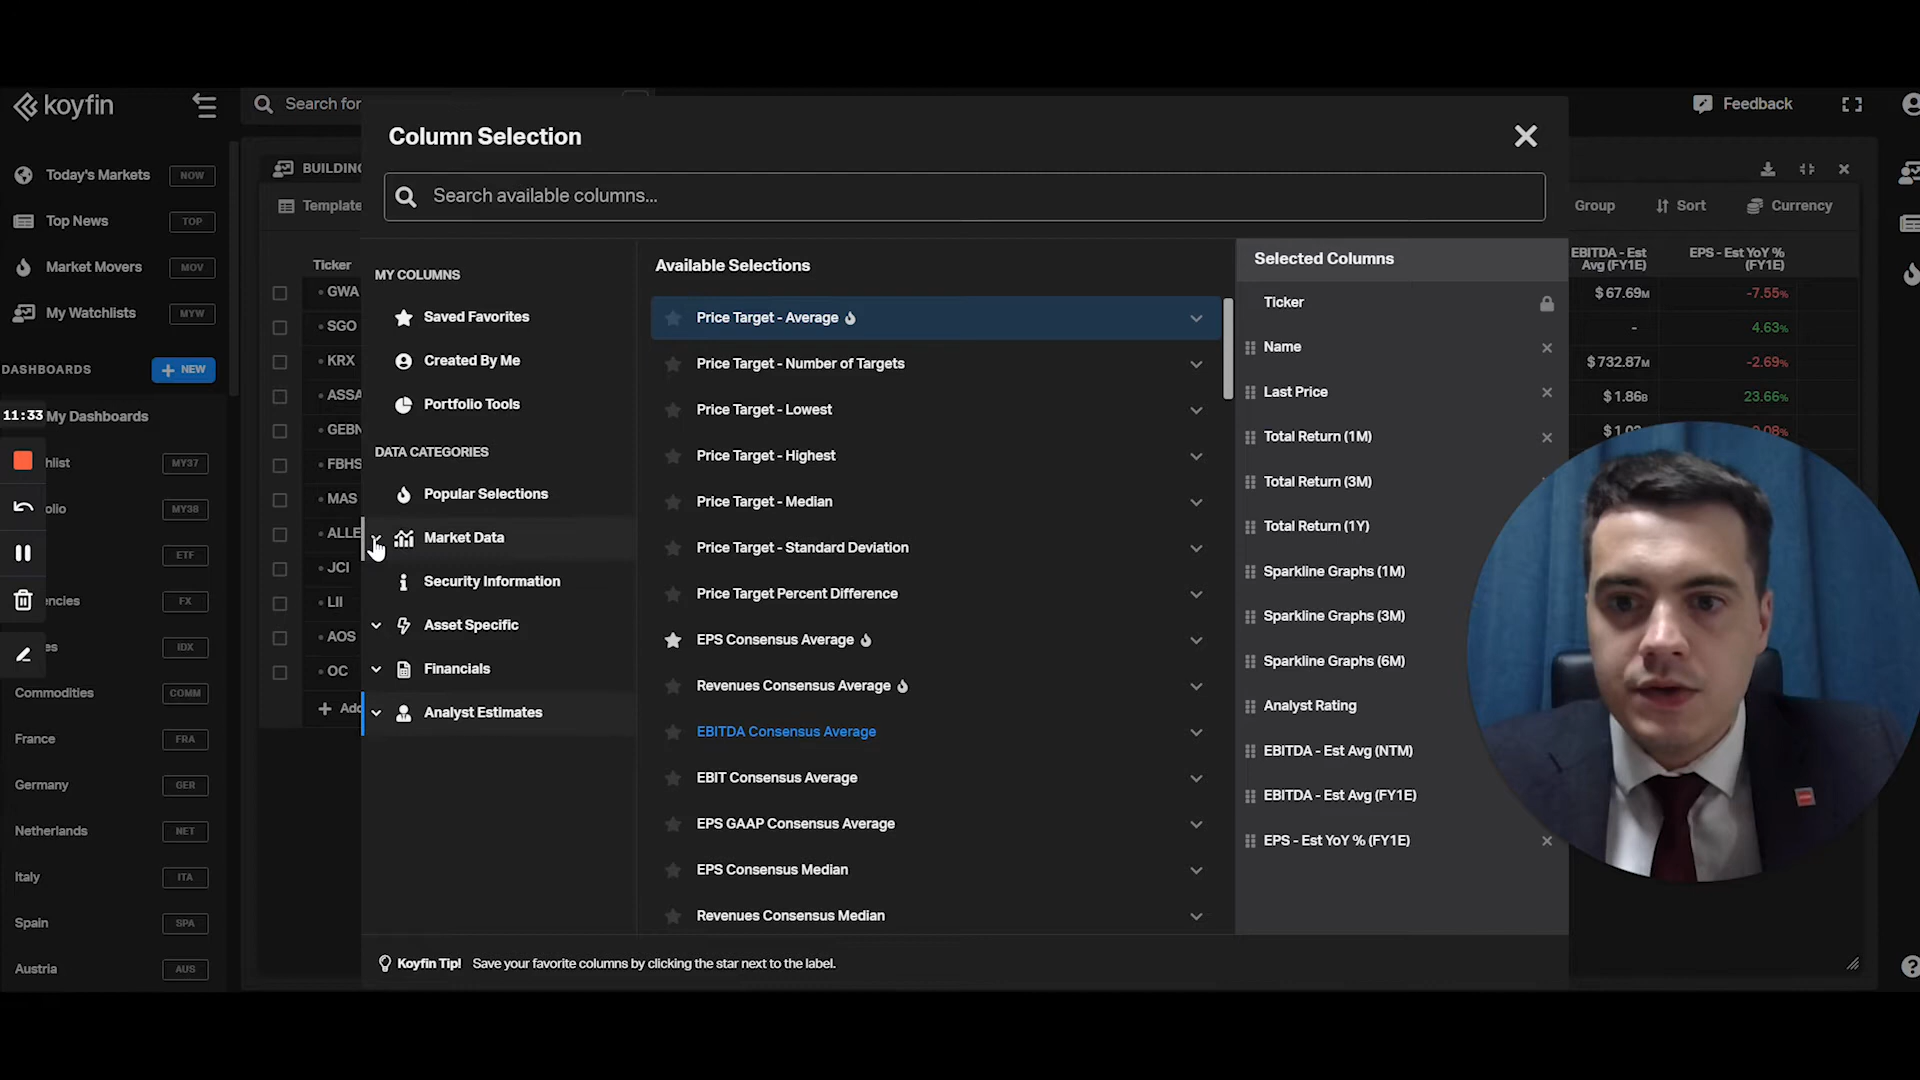 koyfin
Search for
Feedback
Today's Markets NOW
Top News TOP
Market Movers MOV
My Watchlists MYW
DASHBOARDS + NEW
11:33 My Dashboards
hlist MY37
olio MY38
ETF
encies FX
es IDX
Commodities COMM
France FRA
Germany GER
Netherlands NET
Italy ITA
Spain SPA
Austria AUS
BUILDING
Template
Ticker
GWA
SGO
KRX
ASSA
GEBN
FBHS
MAS
ALLE
JCI
LII
AOS
OC
+ Add
Column Selection
Search available columns...
MY COLUMNS
Saved Favorites
Created By Me
Portfolio Tools
DATA CATEGORIES
Popular Selections
Market Data
Security Information
Asset Specific
Financials
Analyst Estimates
Available Selections
Price Target - Average
Price Target - Number of Targets
Price Target - Lowest
Price Target - Highest
Price Target - Median
Price Target - Standard Deviation
Price Target Percent Difference
EPS Consensus Average
Revenues Consensus Average
EBITDA Consensus Average
EBIT Consensus Average
EPS GAAP Consensus Average
EPS Consensus Median
Revenues Consensus Median
Selected Columns
Ticker
Name
Last Price
Total Return (1M)
Total Return (3M)
Total Return (1Y)
Sparkline Graphs (1M)
Sparkline Graphs (3M)
Sparkline Graphs (6M)
Analyst Rating
EBITDA - Est Avg (NTM)
EBITDA - Est Avg (FY1E)
EPS - Est YoY % (FY1E)
Koyfin Tip! Save your favorite columns by clicking the star next to the label.
Group Sort Currency
EBITDA - Est EPS - Est YoY %
Avg (FY1E) (FY1E)
$ 67.69M -7.55%
- 4.63%
$ 732.87M -2.69%
$ 1.86B 23.66%